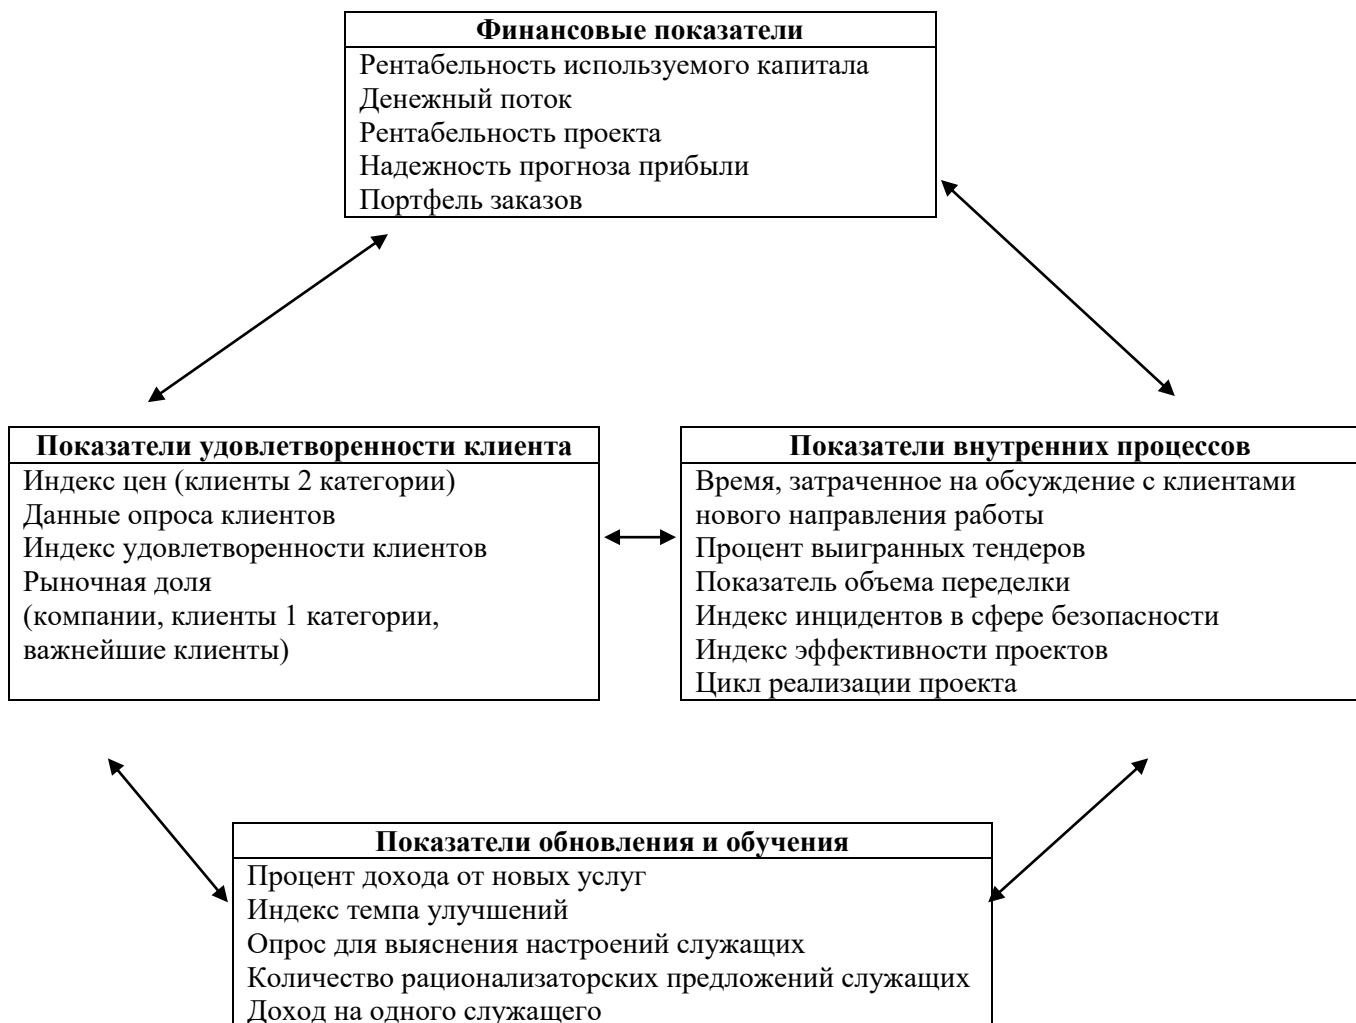 Финансовые показатели
Рентабельность используемого капитала
Денежный поток
Рентабельность проекта
Надежность прогноза прибыли
Портфель заказов
Показатели удовлетворенности клиента
Индекс цен (клиенты 2 категории)
Данные опроса клиентов
Индекс удовлетворенности клиентов
Рыночная доля
(компании, клиенты 1 категории,
важнейшие клиенты)
Показатели внутренних процессов
Время, затраченное на обсуждение с клиентами
нового направления работы
Процент выигранных тендеров
Показатель объема переделки
Индекс инцидентов в сфере безопасности
Индекс эффективности проектов
Цикл реализации проекта
Показатели обновления и обучения
Процент дохода от новых услуг
Индекс темпа улучшений
Опрос для выяснения настроений служащих
Количество рационализаторских предложений служащих
Доход на одного служащего